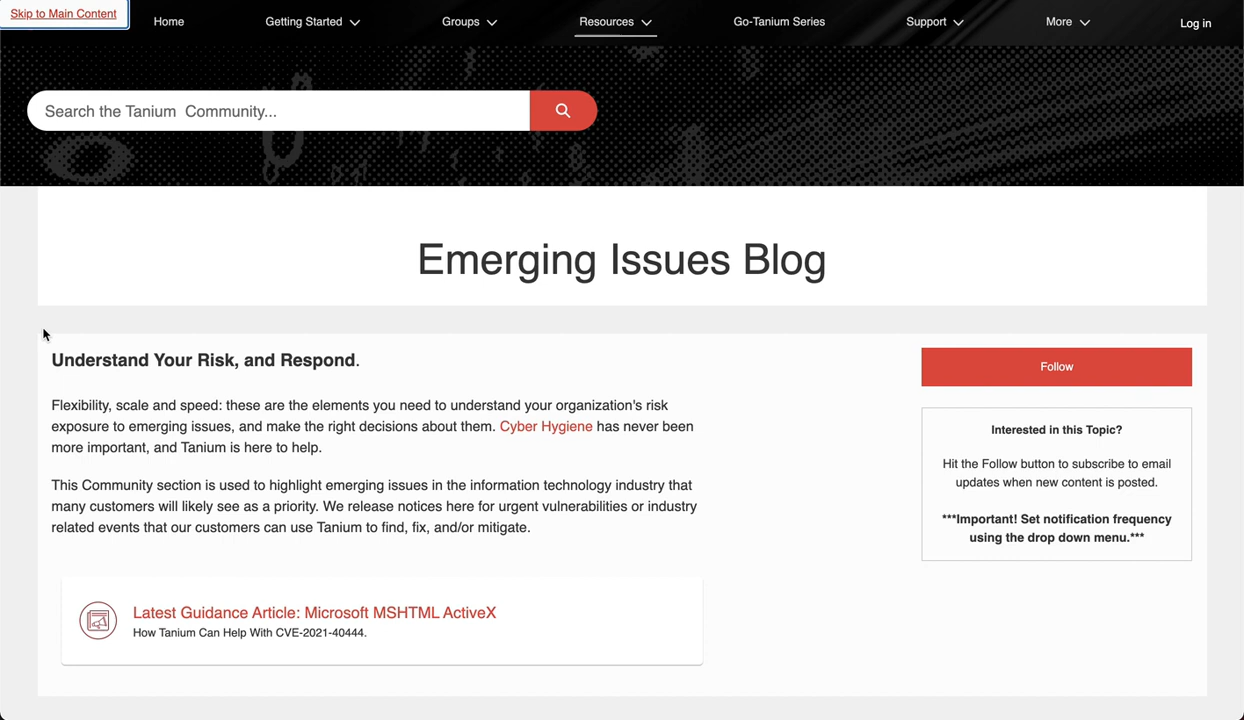 Skip to Main Content
Home
Getting Started
Groups
Resources
Go-Tanium Series
Support
More
Log in
Search the Tanium  Community...
Emerging Issues Blog
Understand Your Risk, and Respond.
Flexibility, scale and speed: these are the elements you need to understand your organization's risk
exposure to emerging issues, and make the right decisions about them. Cyber Hygiene has never been
more important, and Tanium is here to help.
This Community section is used to highlight emerging issues in the information technology industry that
many customers will likely see as a priority. We release notices here for urgent vulnerabilities or industry
related events that our customers can use Tanium to find, fix, and/or mitigate.
Latest Guidance Article: Microsoft MSHTML ActiveX
How Tanium Can Help With CVE-2021-40444.
Follow
Interested in this Topic?
Hit the Follow button to subscribe to email
updates when new content is posted.
***Important! Set notification frequency
using the drop down menu.***